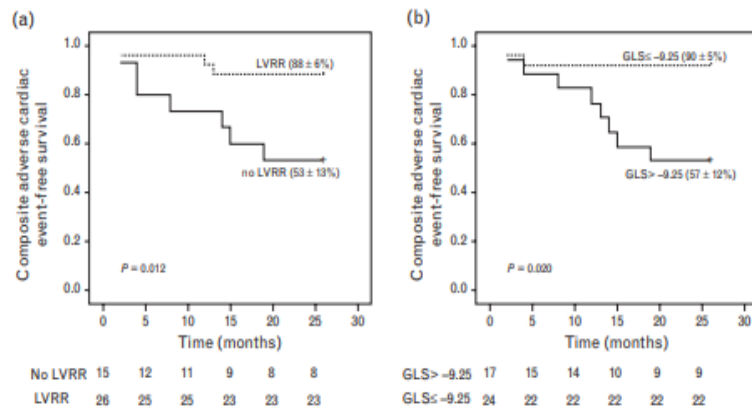 (a)
Composite adverse cardiac
event-free survival
1.0
0.8
0.6
0.4
0.2
0.0
LVRR (88 ± 6%)
no LVRR (53 ± 13%)
P = 0.012
0 5 10 15 20 25 30
Time (months)
No LVRR 15 12 11 9 8 8
LVRR 26 25 25 23 23 23
(b)
Composite adverse cardiac
event-free survival
1.0
0.8
0.6
0.4
0.2
0.0
GLS≤ −9.25 (90 ± 5%)
GLS> −9.25 (57 ± 12%)
P = 0.020
0 5 10 15 20 25 30
Time (months)
GLS> −9.25 17 15 14 10 9 9
GLS≤ −9.25 24 22 22 22 22 22